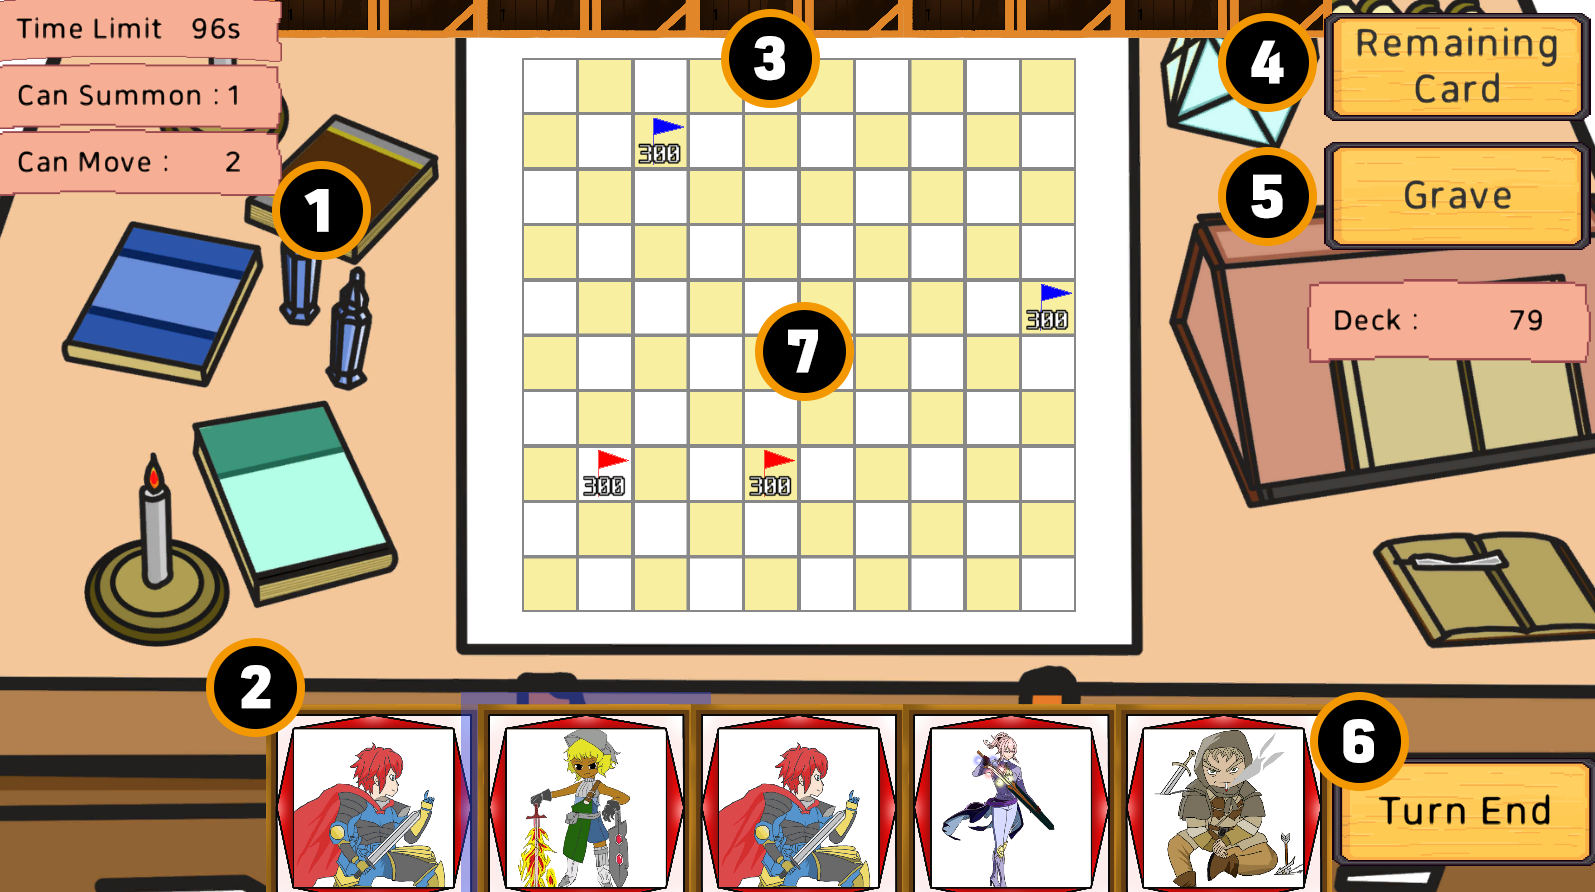 Time Limit 96s
Can Summon : 1
Can Move : 2
1
2
3
4
Remaining
Card
5
Grave
Deck : 79
300
300
7
300
300
6
Turn End